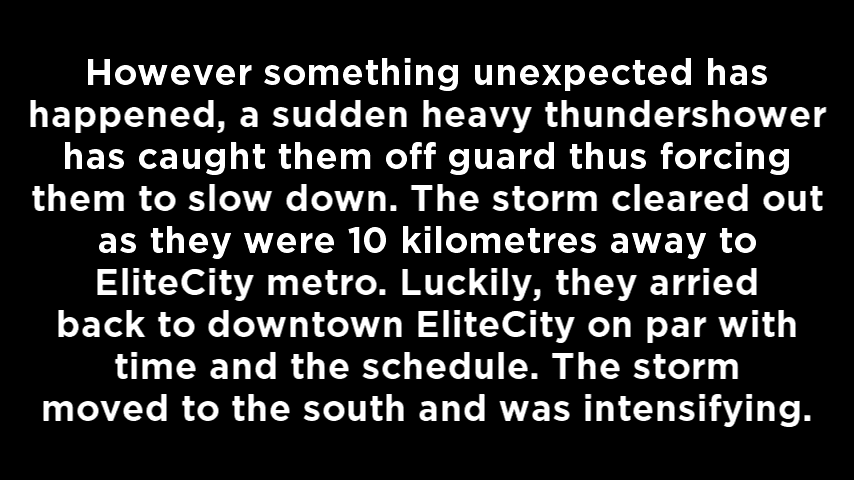 However something unexpected has
happened, a sudden heavy thundershower
has caught them off guard thus forcing
them to slow down. The storm cleared out
as they were 10 kilometres away to
EliteCity metro. Luckily, they arried
back to downtown EliteCity on par with
time and the schedule. The storm
moved to the south and was intensifying.